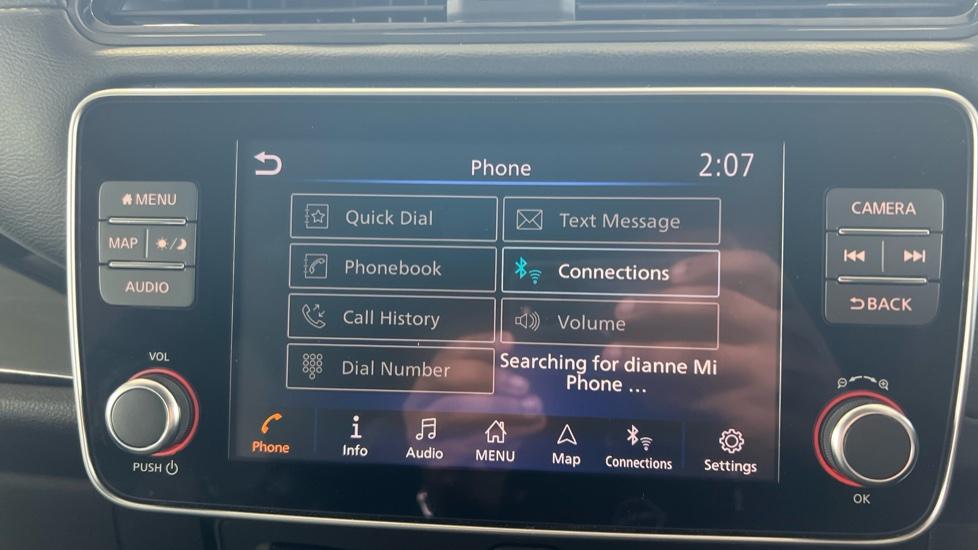 Phone 2:07
MENU
MAP
AUDIO
VOL
PUSH
Quick Dial
Text Message
Phonebook
Connections
Call History
Volume
Dial Number
Searching for dianne Mi
Phone ...
Phone Info Audio MENU Map Connections Settings
CAMERA
BACK
OK